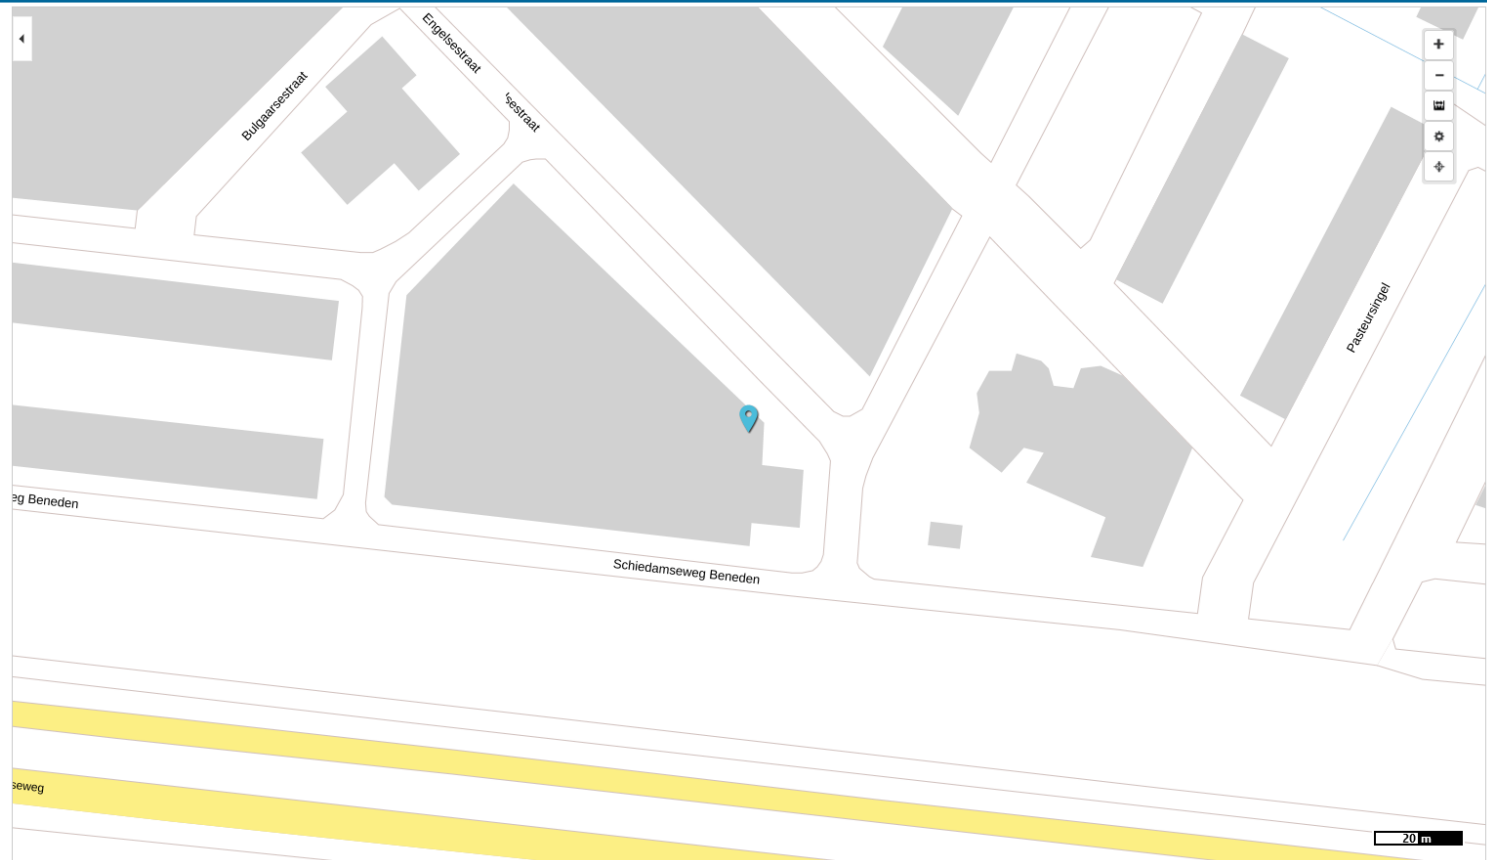 Engelsestraat
Bulgaarsestraat
sestraat
Pasteursingel
eg Beneden
Schiedamseweg Beneden
seweg
20 m